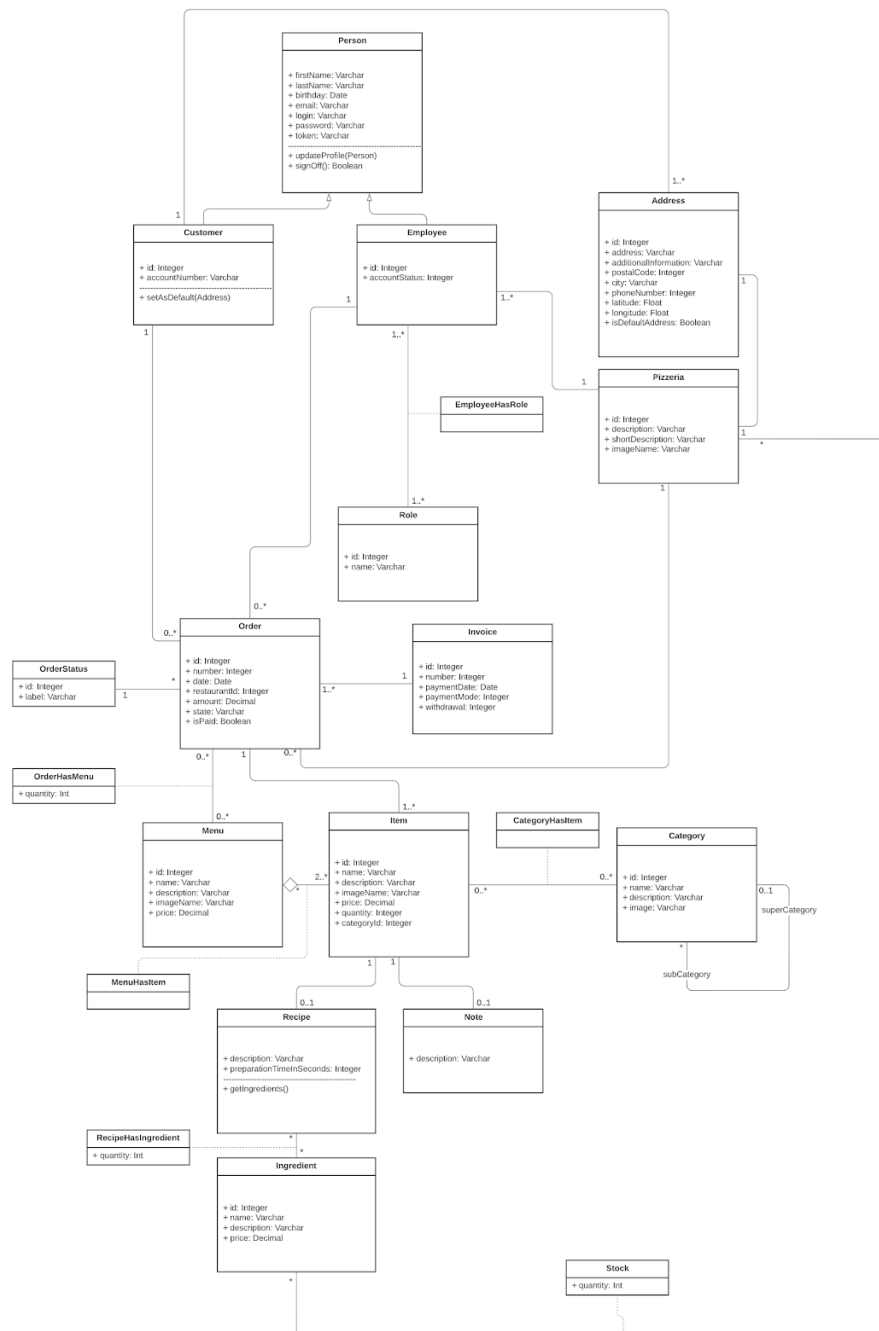 Person
+ firstName: Varchar
+ lastName: Varchar
+ birthday: Date
+ email: Varchar
+ login: Varchar
+ password: Varchar
+ token: Varchar
+ updateProfile(Person)
+ signOff(): Boolean
1
1..*
Customer
+ id: Integer
+ accountNumber: Varchar
+ setAsDefault(Address)
1
Employee
+ id: Integer
+ accountStatus: Integer
1
1..*
1..*
Address
+ id: Integer
+ address: Varchar
+ additionalInformation: Varchar
+ postalCode: Integer
+ city: Varchar
+ phoneNumber: Integer
+ latitude: Float
+ longitude: Float
+ isDefaultAddress: Boolean
1
1
Pizzeria
+ id: Integer
+ description: Varchar
+ shortDescription: Varchar
+ imageName: Varchar
1
*
1
EmployeeHasRole
1..*
Role
+ id: Integer
+ name: Varchar
0..*
0..*
Order
+ id: Integer
+ number: Integer
+ date: Date
+ restaurantId: Integer
+ amount: Decimal
+ state: Varchar
+ isPaid: Boolean
Invoice
+ id: Integer
+ number: Integer
+ paymentDate: Date
+ paymentMode: Integer
+ withdrawal: Integer
1
1..*
OrderStatus
+ id: Integer
+ label: Varchar
1
*
0..*
1
0..*
OrderHasMenu
+ quantity: Int
0..*
1..*
Menu
+ id: Integer
+ name: Varchar
+ description: Varchar
+ imageName: Varchar
+ price: Decimal
*
2..*
Item
+ id: Integer
+ name: Varchar
+ description: Varchar
+ imageName: Varchar
+ price: Decimal
+ quantity: Integer
+ categoryId: Integer
CategoryHasItem
0..*
0..*
Category
+ id: Integer
+ name: Varchar
+ description: Varchar
+ image: Varchar
0..1
superCategory
*
subCategory
MenuHasItem
1
1
0..1
0..1
Recipe
+ description: Varchar
+ preparationTimeInSeconds: Integer
+ getIngredients()
Note
+ description: Varchar
*
RecipeHasIngredient
+ quantity: Int
*
Ingredient
+ id: Integer
+ name: Varchar
+ description: Varchar
+ price: Decimal
*
Stock
+ quantity: Int